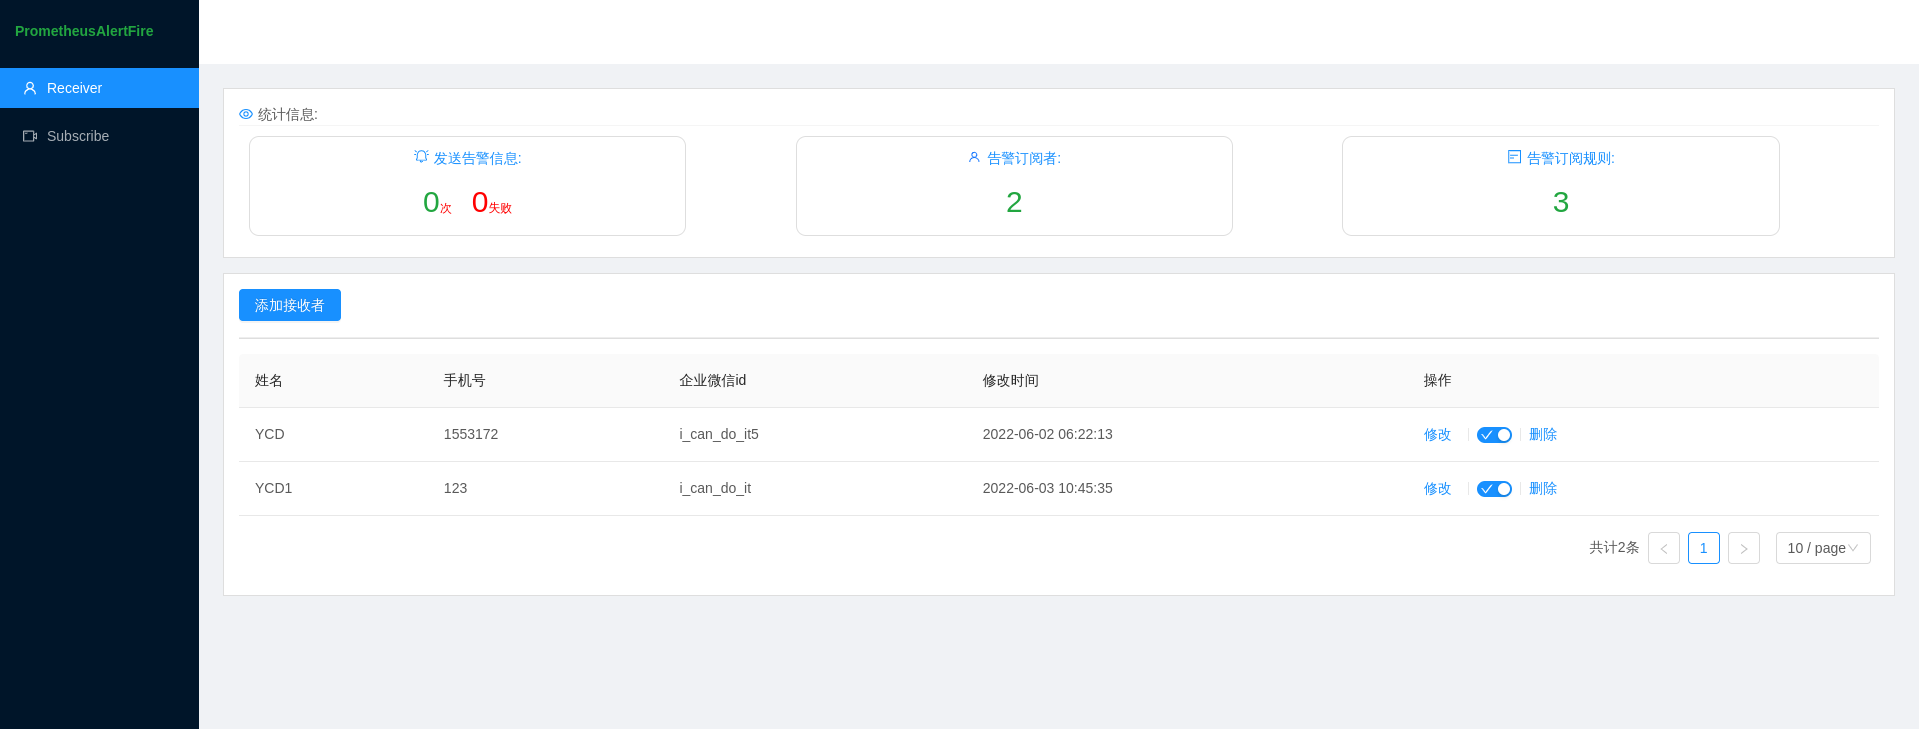 PrometheusAlertFire
Receiver
Subscribe
统计信息:
发送告警信息:
0次 0失败
告警订阅者:
2
告警订阅规则:
3
添加接收者
姓名 手机号 企业微信id 修改时间 操作
YCD 1553172 i_can_do_it5 2022-06-02 06:22:13 修改 删除
YCD1 123 i_can_do_it 2022-06-03 10:45:35 修改 删除
共计2条 1 10 / page